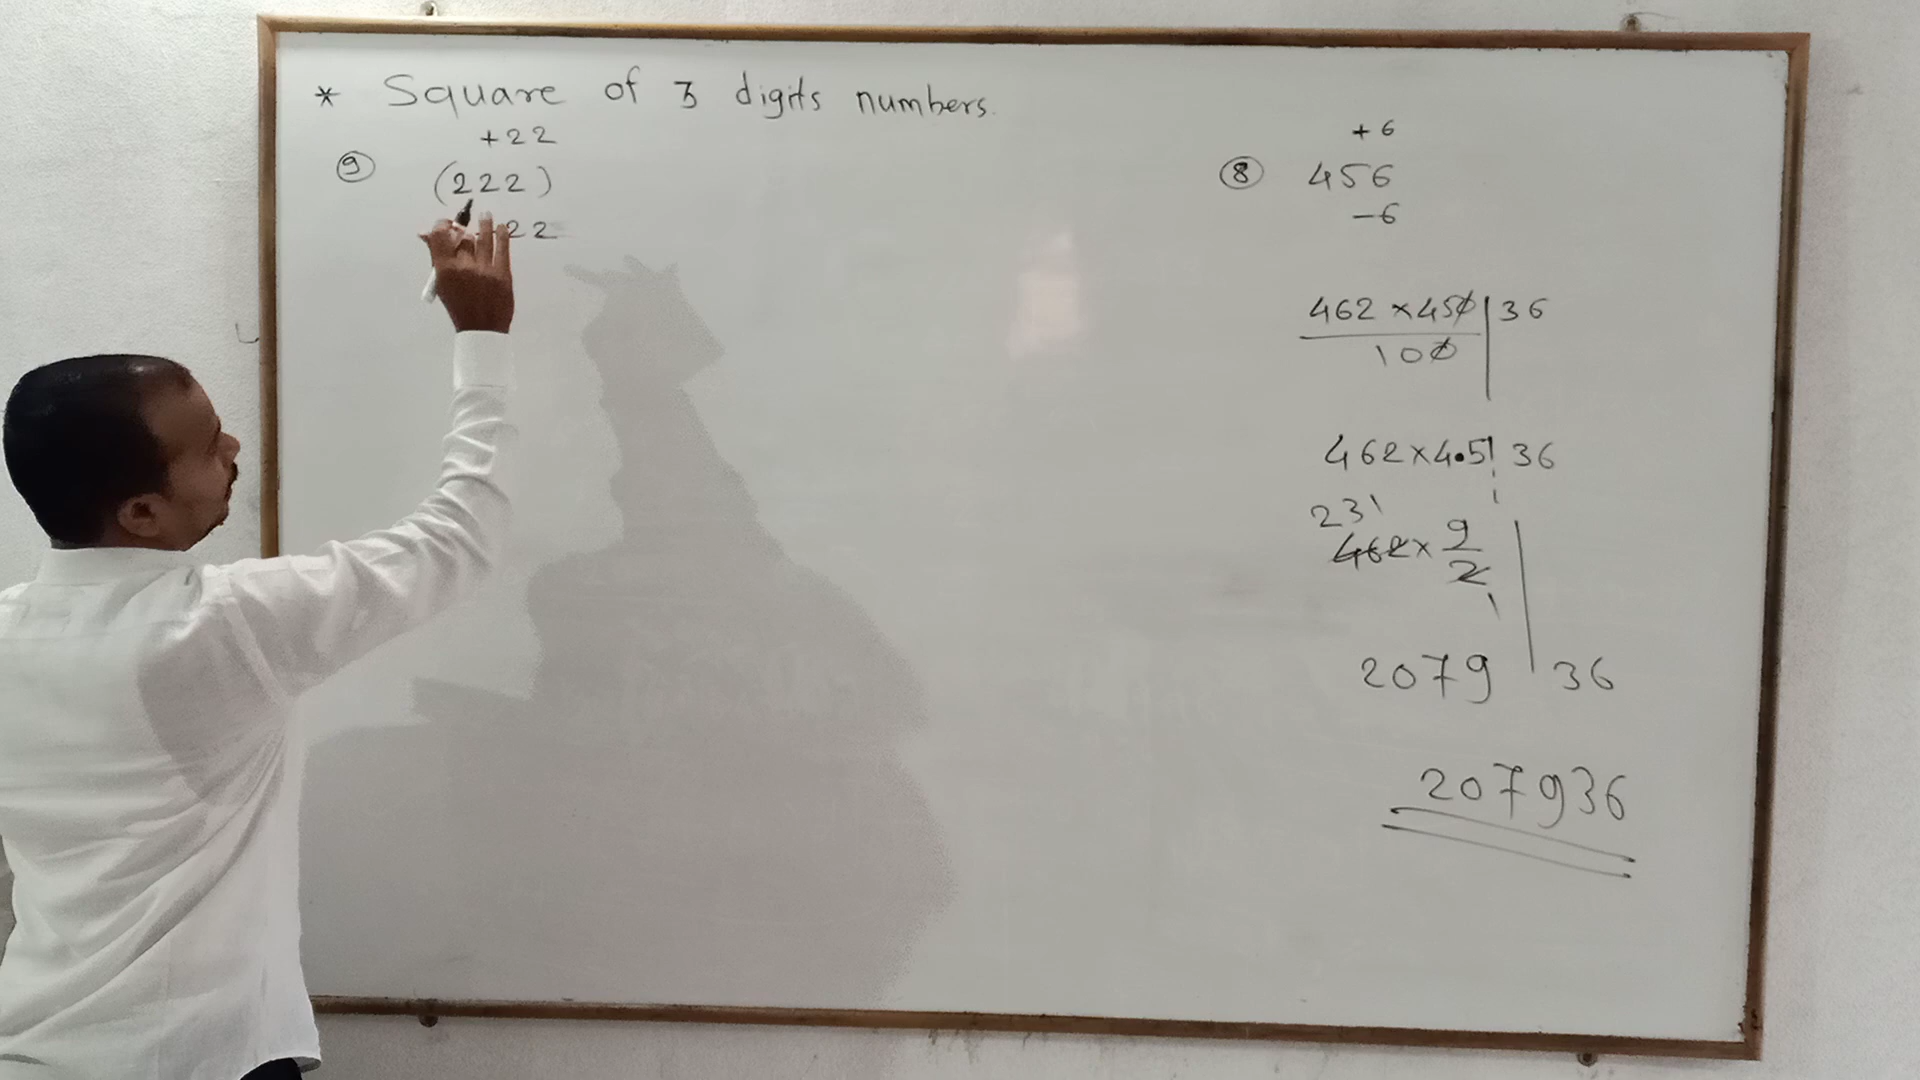 * Square of 3 digits numbers.
+22
⑨ (222)
-22
+6
⑧ 456
-6
462 × 450 | 36
100
462×4.5 | 36
231
462× 9/2
1
2079 | 36
207936